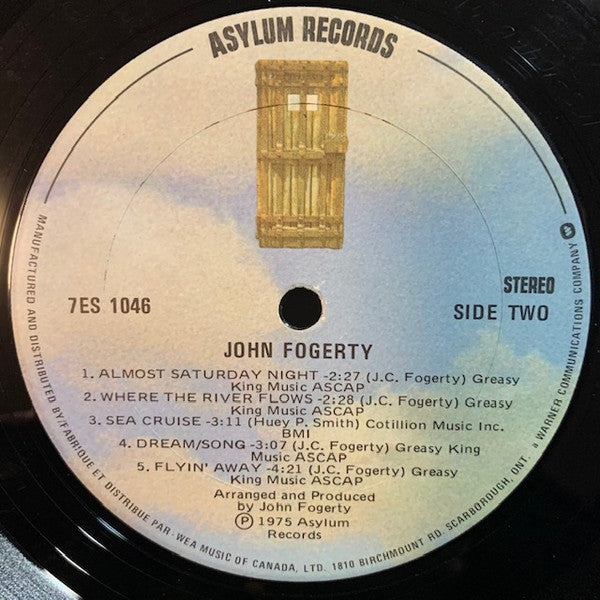 ASYLUM RECORDS
7ES 1046
STEREO
SIDE TWO
JOHN FOGERTY
1. ALMOST SATURDAY NIGHT -2:27 (J.C. Fogerty) Greasy
King Music ASCAP
2. WHERE THE RIVER FLOWS -2:28 (J.C. Fogerty) Greasy
King Music ASCAP
3. SEA CRUISE -3:11 (Huey P. Smith) Cotillion Music Inc.
BMI
4. DREAM/SONG -3:07 (J.C. Fogerty) Greasy King
Music ASCAP
5. FLYIN' AWAY -4:21 (J.C. Fogerty) Greasy
King Music ASCAP
Arranged and Produced
by John Fogerty
Ⓟ 1975 Asylum
Records
MANUFACTURED AND DISTRIBUTED BY/FABRIQUE ET DISTRIBUE PAR-WEA MUSIC OF CANADA, LTD. 1810 BIRCHMOUNT RD. SCARBOROUGH, ONT. a WARNER COMMUNICATIONS COMPANY